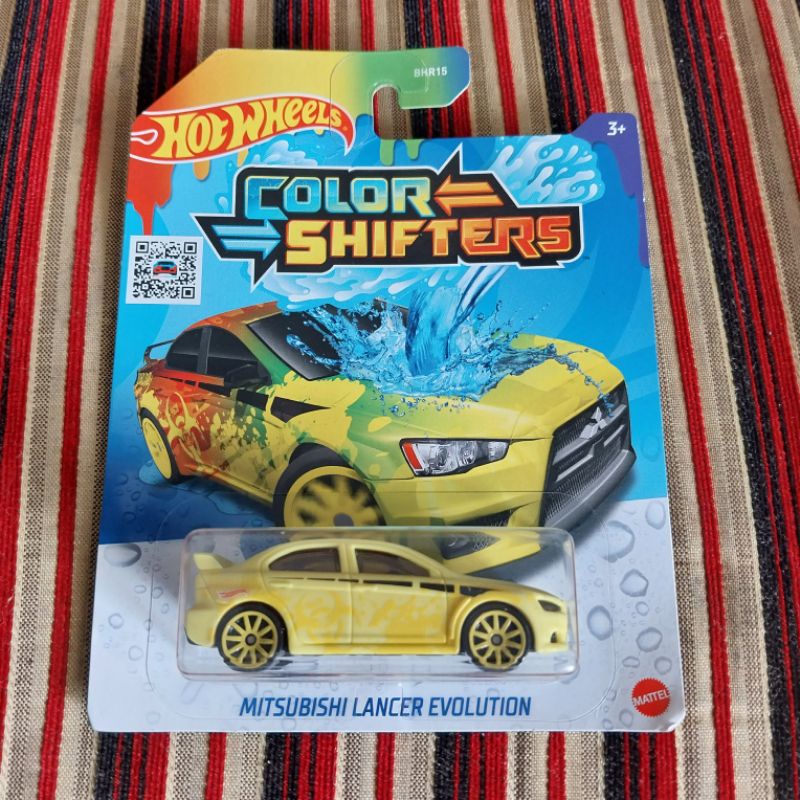 BHR15
HOT WHEELS
3+
COLOR
SHIFTERS
MITSUBISHI LANCER EVOLUTION
MATTEL